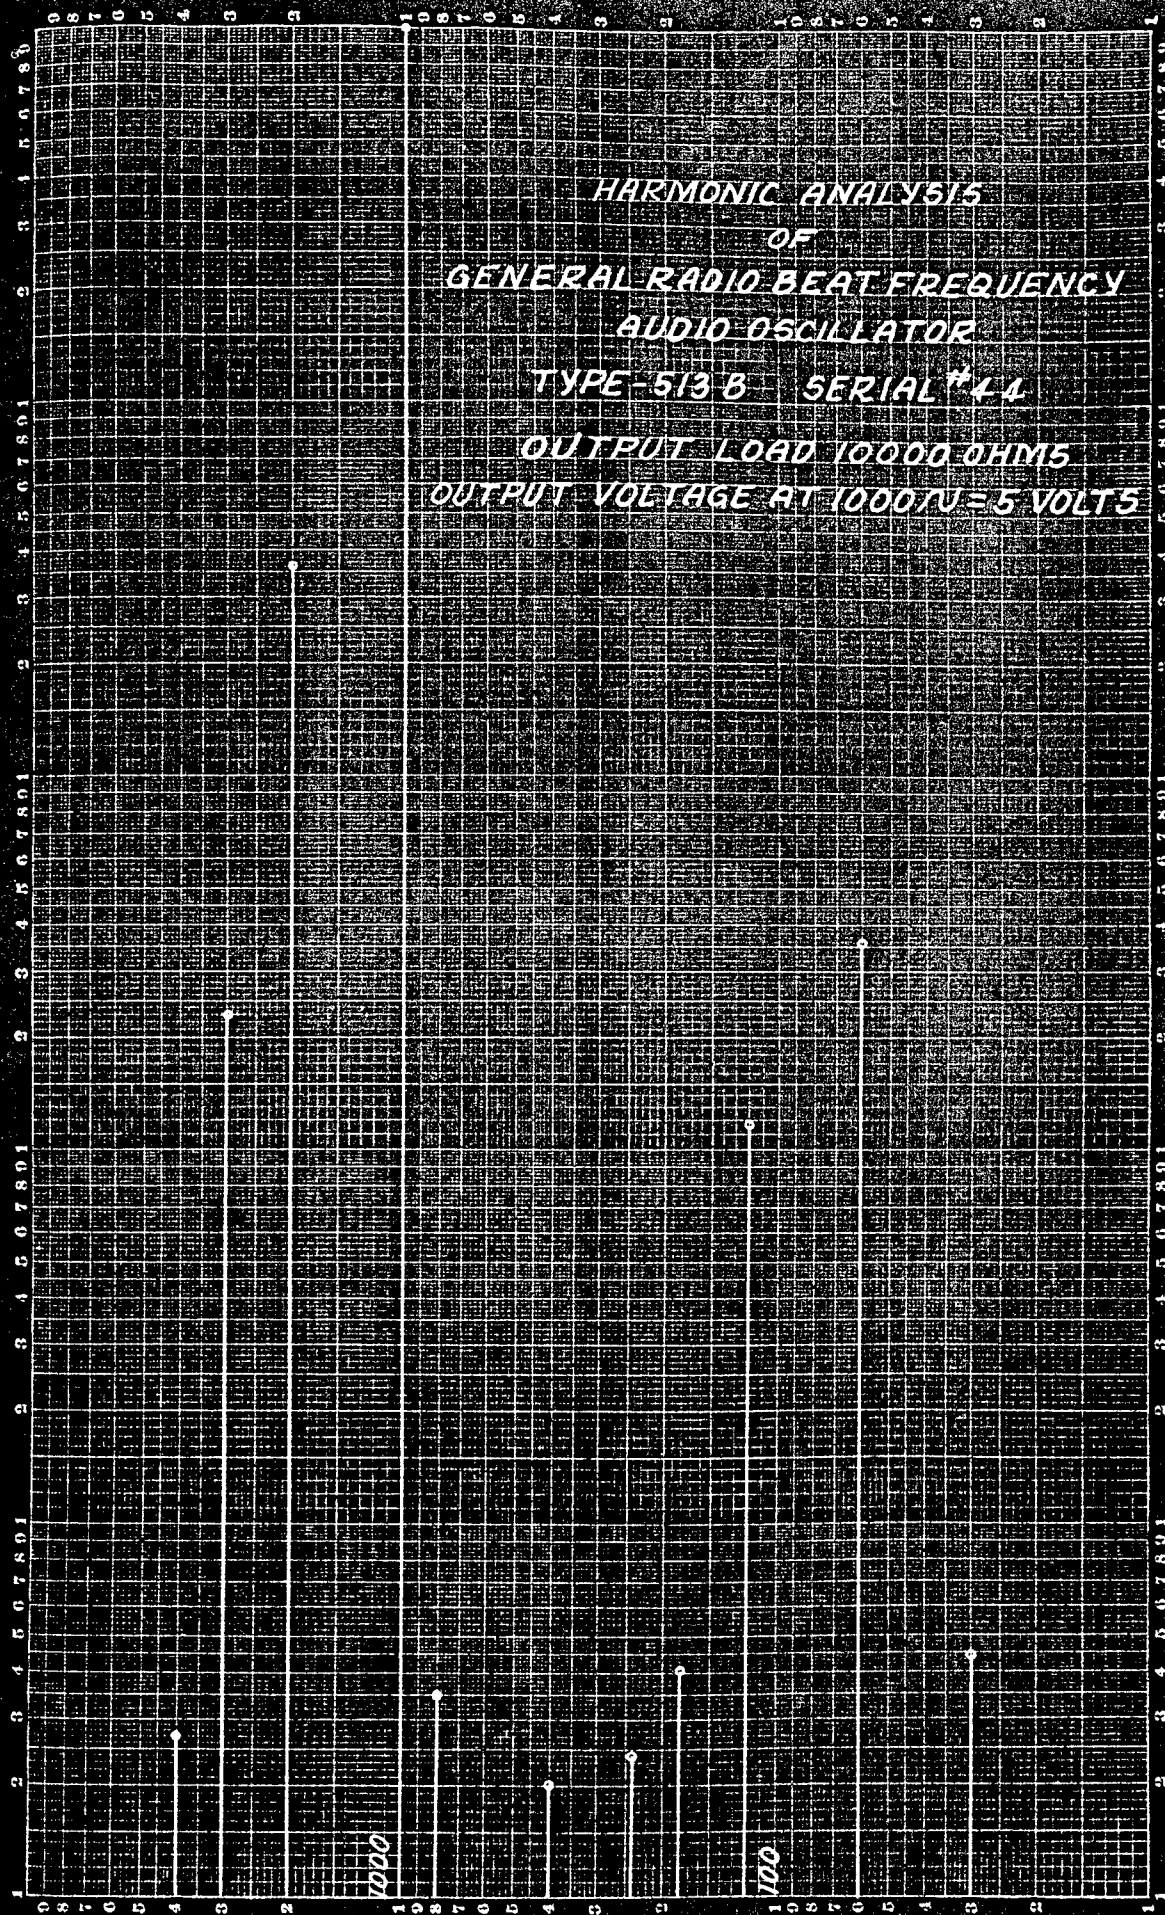 HARMONIC ANALYSIS
OF
GENERAL RADIO BEAT FREQUENCY
AUDIO OSCILLATOR
TYPE-513 B SERIAL #44
OUTPUT LOAD 10000 OHMS
OUTPUT VOLTAGE AT 1000~ = 5 VOLTS
1000
100